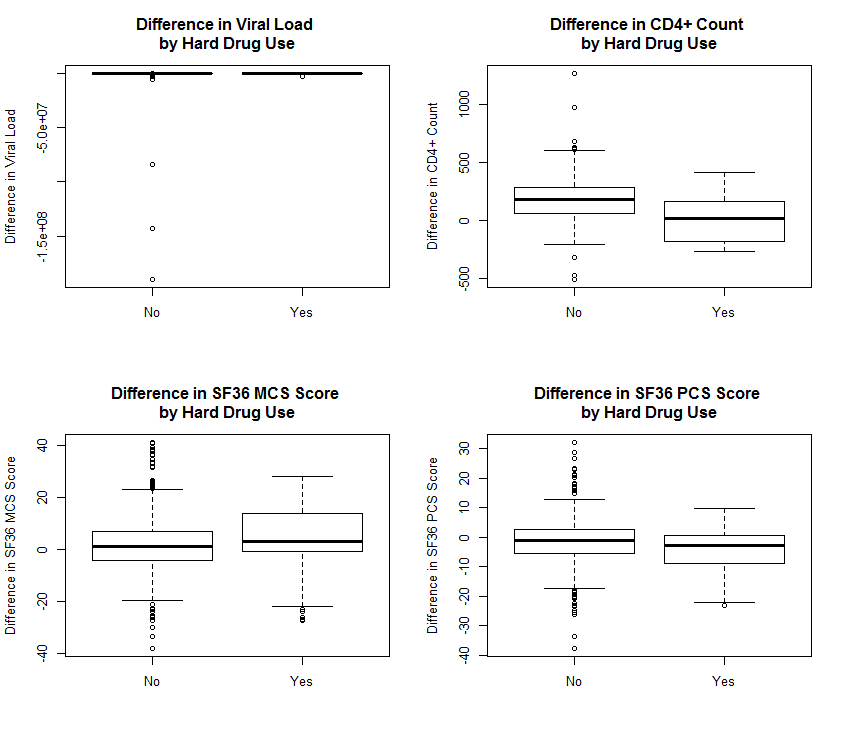 Difference in Viral Load
by Hard Drug Use
Difference in Viral Load
-5.0e+07
-1.5e+08
No
Yes
Difference in CD4+ Count
by Hard Drug Use
Difference in CD4+ Count
1000
500
0
-500
No
Yes
Difference in SF36 MCS Score
by Hard Drug Use
Difference in SF36 MCS Score
40
20
0
20
-40
No
Yes
Difference in SF36 PCS Score
by Hard Drug Use
Difference in SF36 PCS Score
30
20
10
0
-10
-20
-30
-40
No
Yes